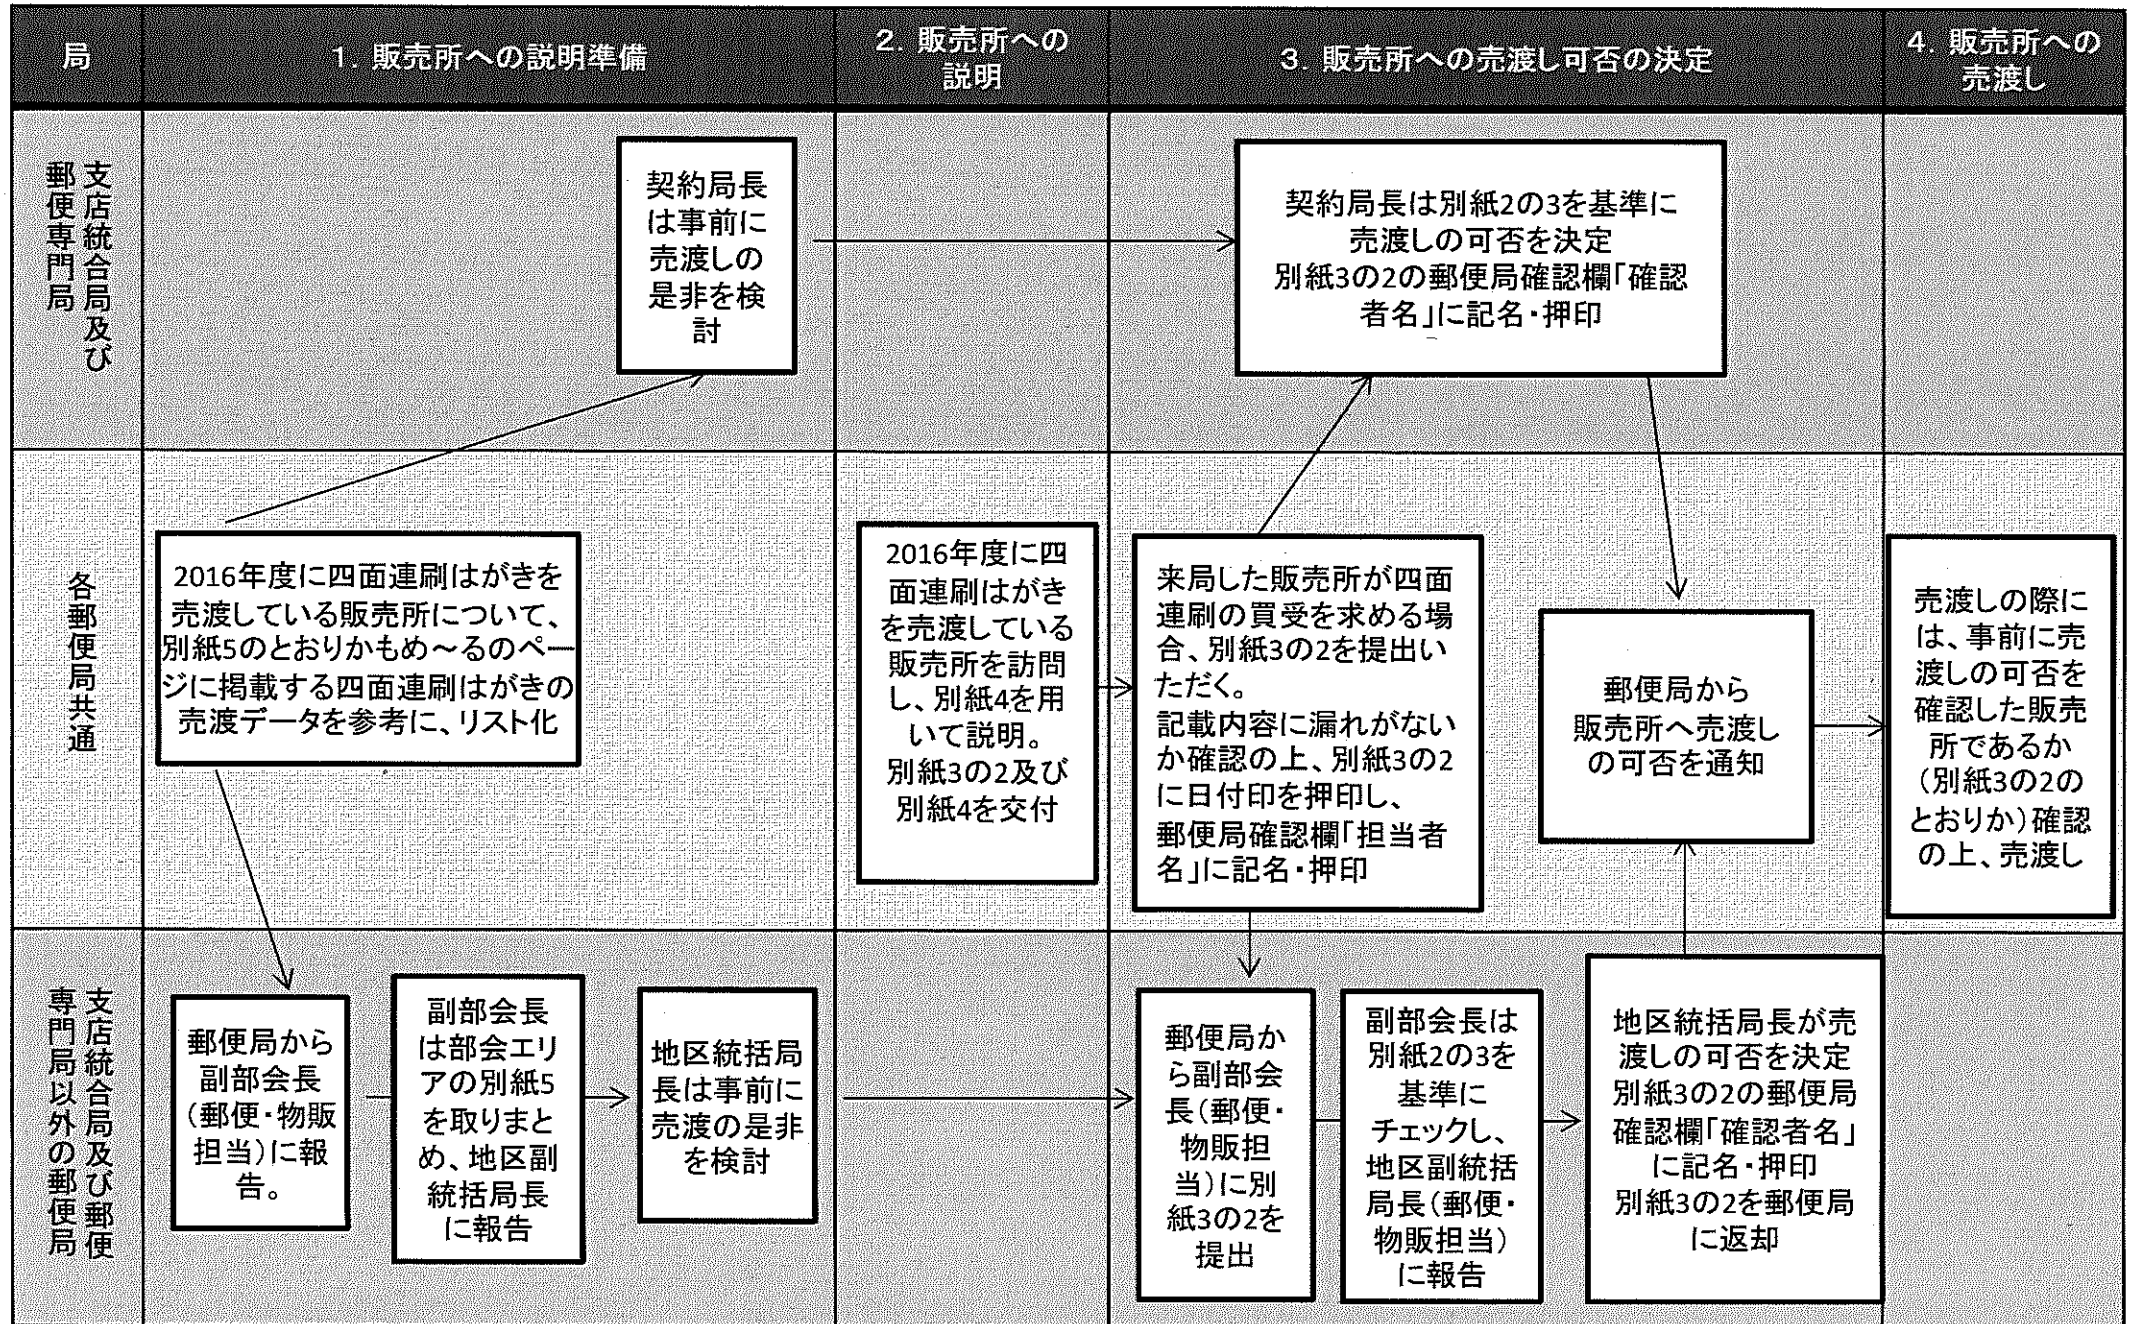 局
1. 販売所への説明準備
2. 販売所への
説明
3. 販売所への売渡し可否の決定
4. 販売所への
売渡し
支店統合局及び
郵便専門局
契約局長
は事前に
売渡しの
是非を検
討
契約局長は別紙2の3を基準に
売渡しの可否を決定
別紙3の2の郵便局確認欄「確認
者名」に記名・押印
各郵便局共通
2016年度に四面連刷はがきを
売渡している販売所について、
別紙5のとおりかもめ～るのペー
ジに掲載する四面連刷はがきの
売渡データを参考に、リスト化
2016年度に四
面連刷はがき
を売渡している
販売所を訪問
し、別紙4を用
いて説明。
別紙3の2及び
別紙4を交付
来局した販売所が四面
連刷の買受を求める場
合、別紙3の2を提出い
ただく。
記載内容に漏れがない
か確認の上、別紙3の2
に日付印を押印し、
郵便局確認欄「担当者
名」に記名・押印
郵便局から
販売所へ売渡し
の可否を通知
売渡しの際に
は、事前に売
渡しの可否を
確認した販売
所であるか
（別紙3の2の
とおりか）確認
の上、売渡し
支店統合局及び郵便
専門局以外の郵便局
郵便局から
副部会長
（郵便・物販
担当）に報
告。
副部会長
は部会エリ
アの別紙5
を取りまと
め、地区副
統括局長
に報告
地区統括局
長は事前に
売渡の是非
を検討
郵便局か
ら副部会
長（郵便・
物販担
当）に別
紙3の2を
提出
副部会長は
別紙2の3を
基準に
チェックし、
地区副統括
局長（郵便・
物販担当）
に報告
地区統括局長が売
渡しの可否を決定
別紙3の2の郵便局
確認欄「確認者名」
に記名・押印
別紙3の2を郵便局
に返却